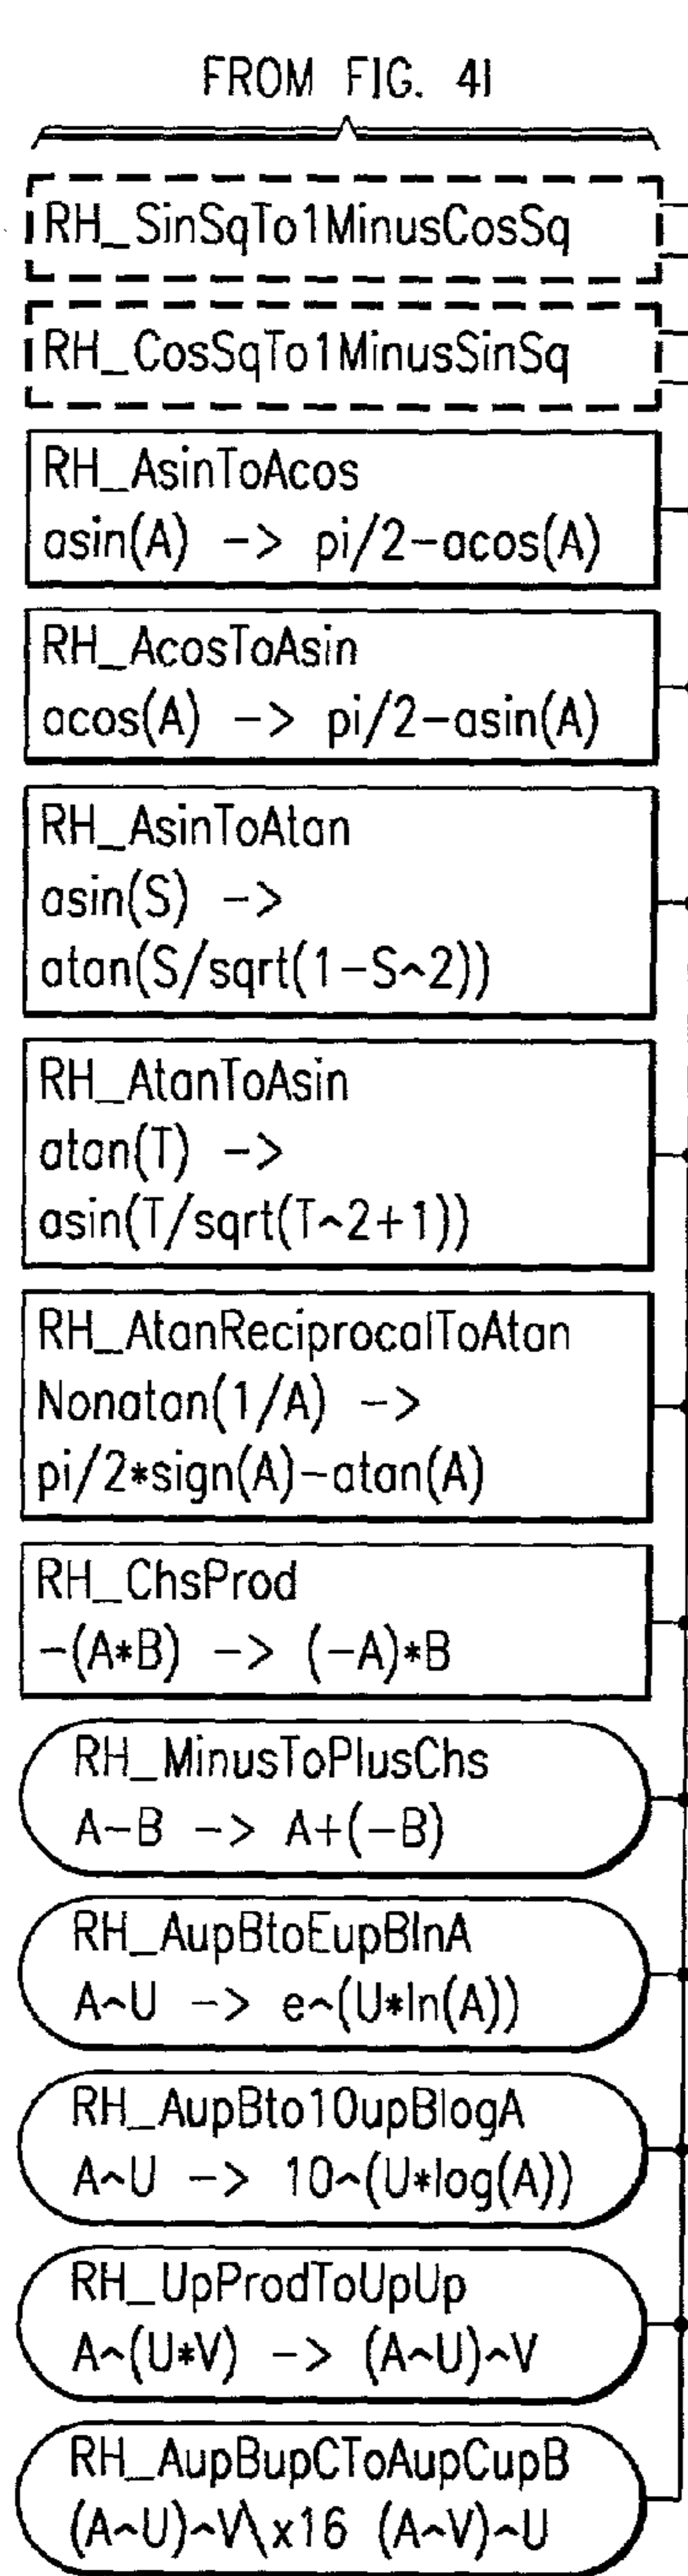 FROM FIG. 4I
RH_SinSqTo1MinusCosSq
RH_CosSqTo1MinusSinSq
RH_AsinToAcos
asin(A) -> pi/2-acos(A)
RH_AcosToAsin
acos(A) -> pi/2-asin(A)
RH_AsinToAtan
asin(S) ->
atan(S/sqrt(1-S^2))
RH_AtanToAsin
atan(T) ->
asin(T/sqrt(T^2+1))
RH_AtanReciprocalToAtan
Nonatan(1/A) ->
pi/2*sign(A)-atan(A)
RH_ChsProd
-(A*B) -> (-A)*B
RH_MinusToPlusChs
A-B -> A+(-B)
RH_AupBtoEupBlnA
A^U -> e^(U*ln(A))
RH_AupBto10upBlogA
A^U -> 10^(U*log(A))
RH_UpProdToUpUp
A^(U*V) -> (A^U)^V
RH_AupBupCToAupCupB
(A^U)^V\x16 (A^V)^U